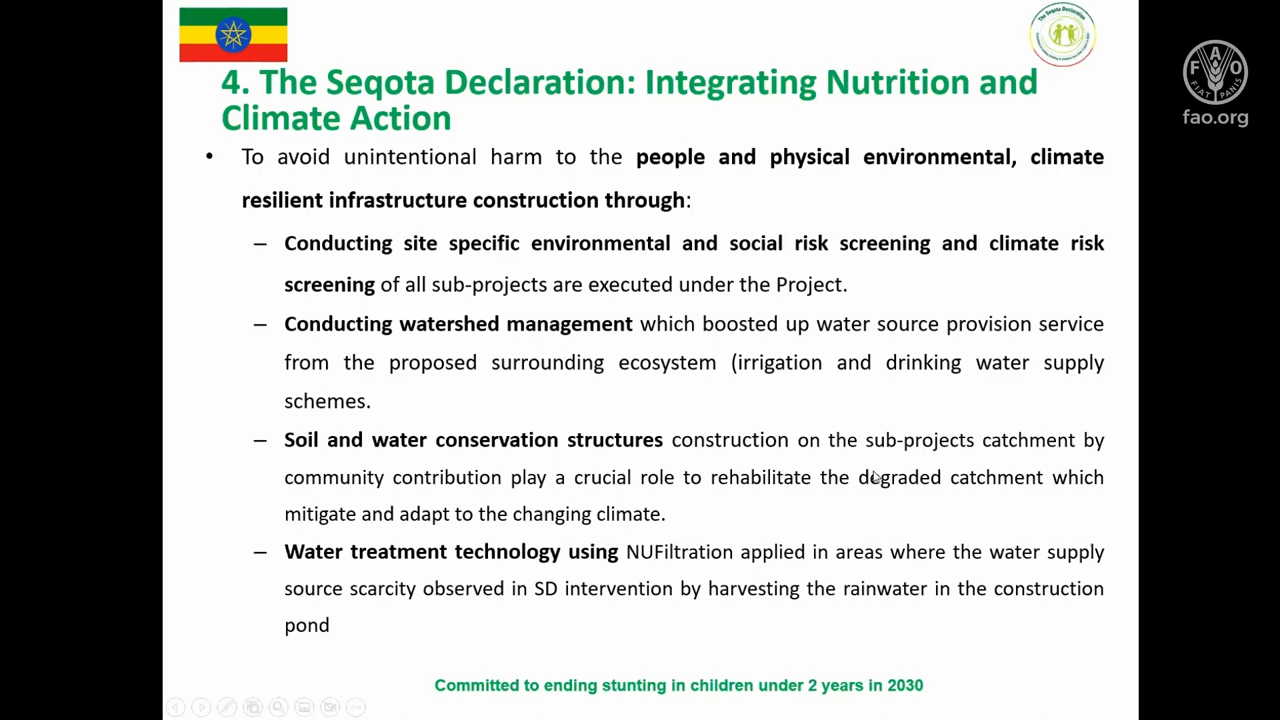 4. The Seqota Declaration: Integrating Nutrition and
Climate Action
• To avoid unintentional harm to the people and physical environmental, climate
resilient infrastructure construction through:
– Conducting site specific environmental and social risk screening and climate risk
screening of all sub-projects are executed under the Project.
– Conducting watershed management which boosted up water source provision service
from the proposed surrounding ecosystem (irrigation and drinking water supply
schemes.
– Soil and water conservation structures construction on the sub-projects catchment by
community contribution play a crucial role to rehabilitate the degraded catchment which
mitigate and adapt to the changing climate.
– Water treatment technology using NUFiltration applied in areas where the water supply
source scarcity observed in SD intervention by harvesting the rainwater in the construction
pond
Committed to ending stunting in children under 2 years in 2030
The Seqota Declaration
F A O
FIAT PANIS
fao.org